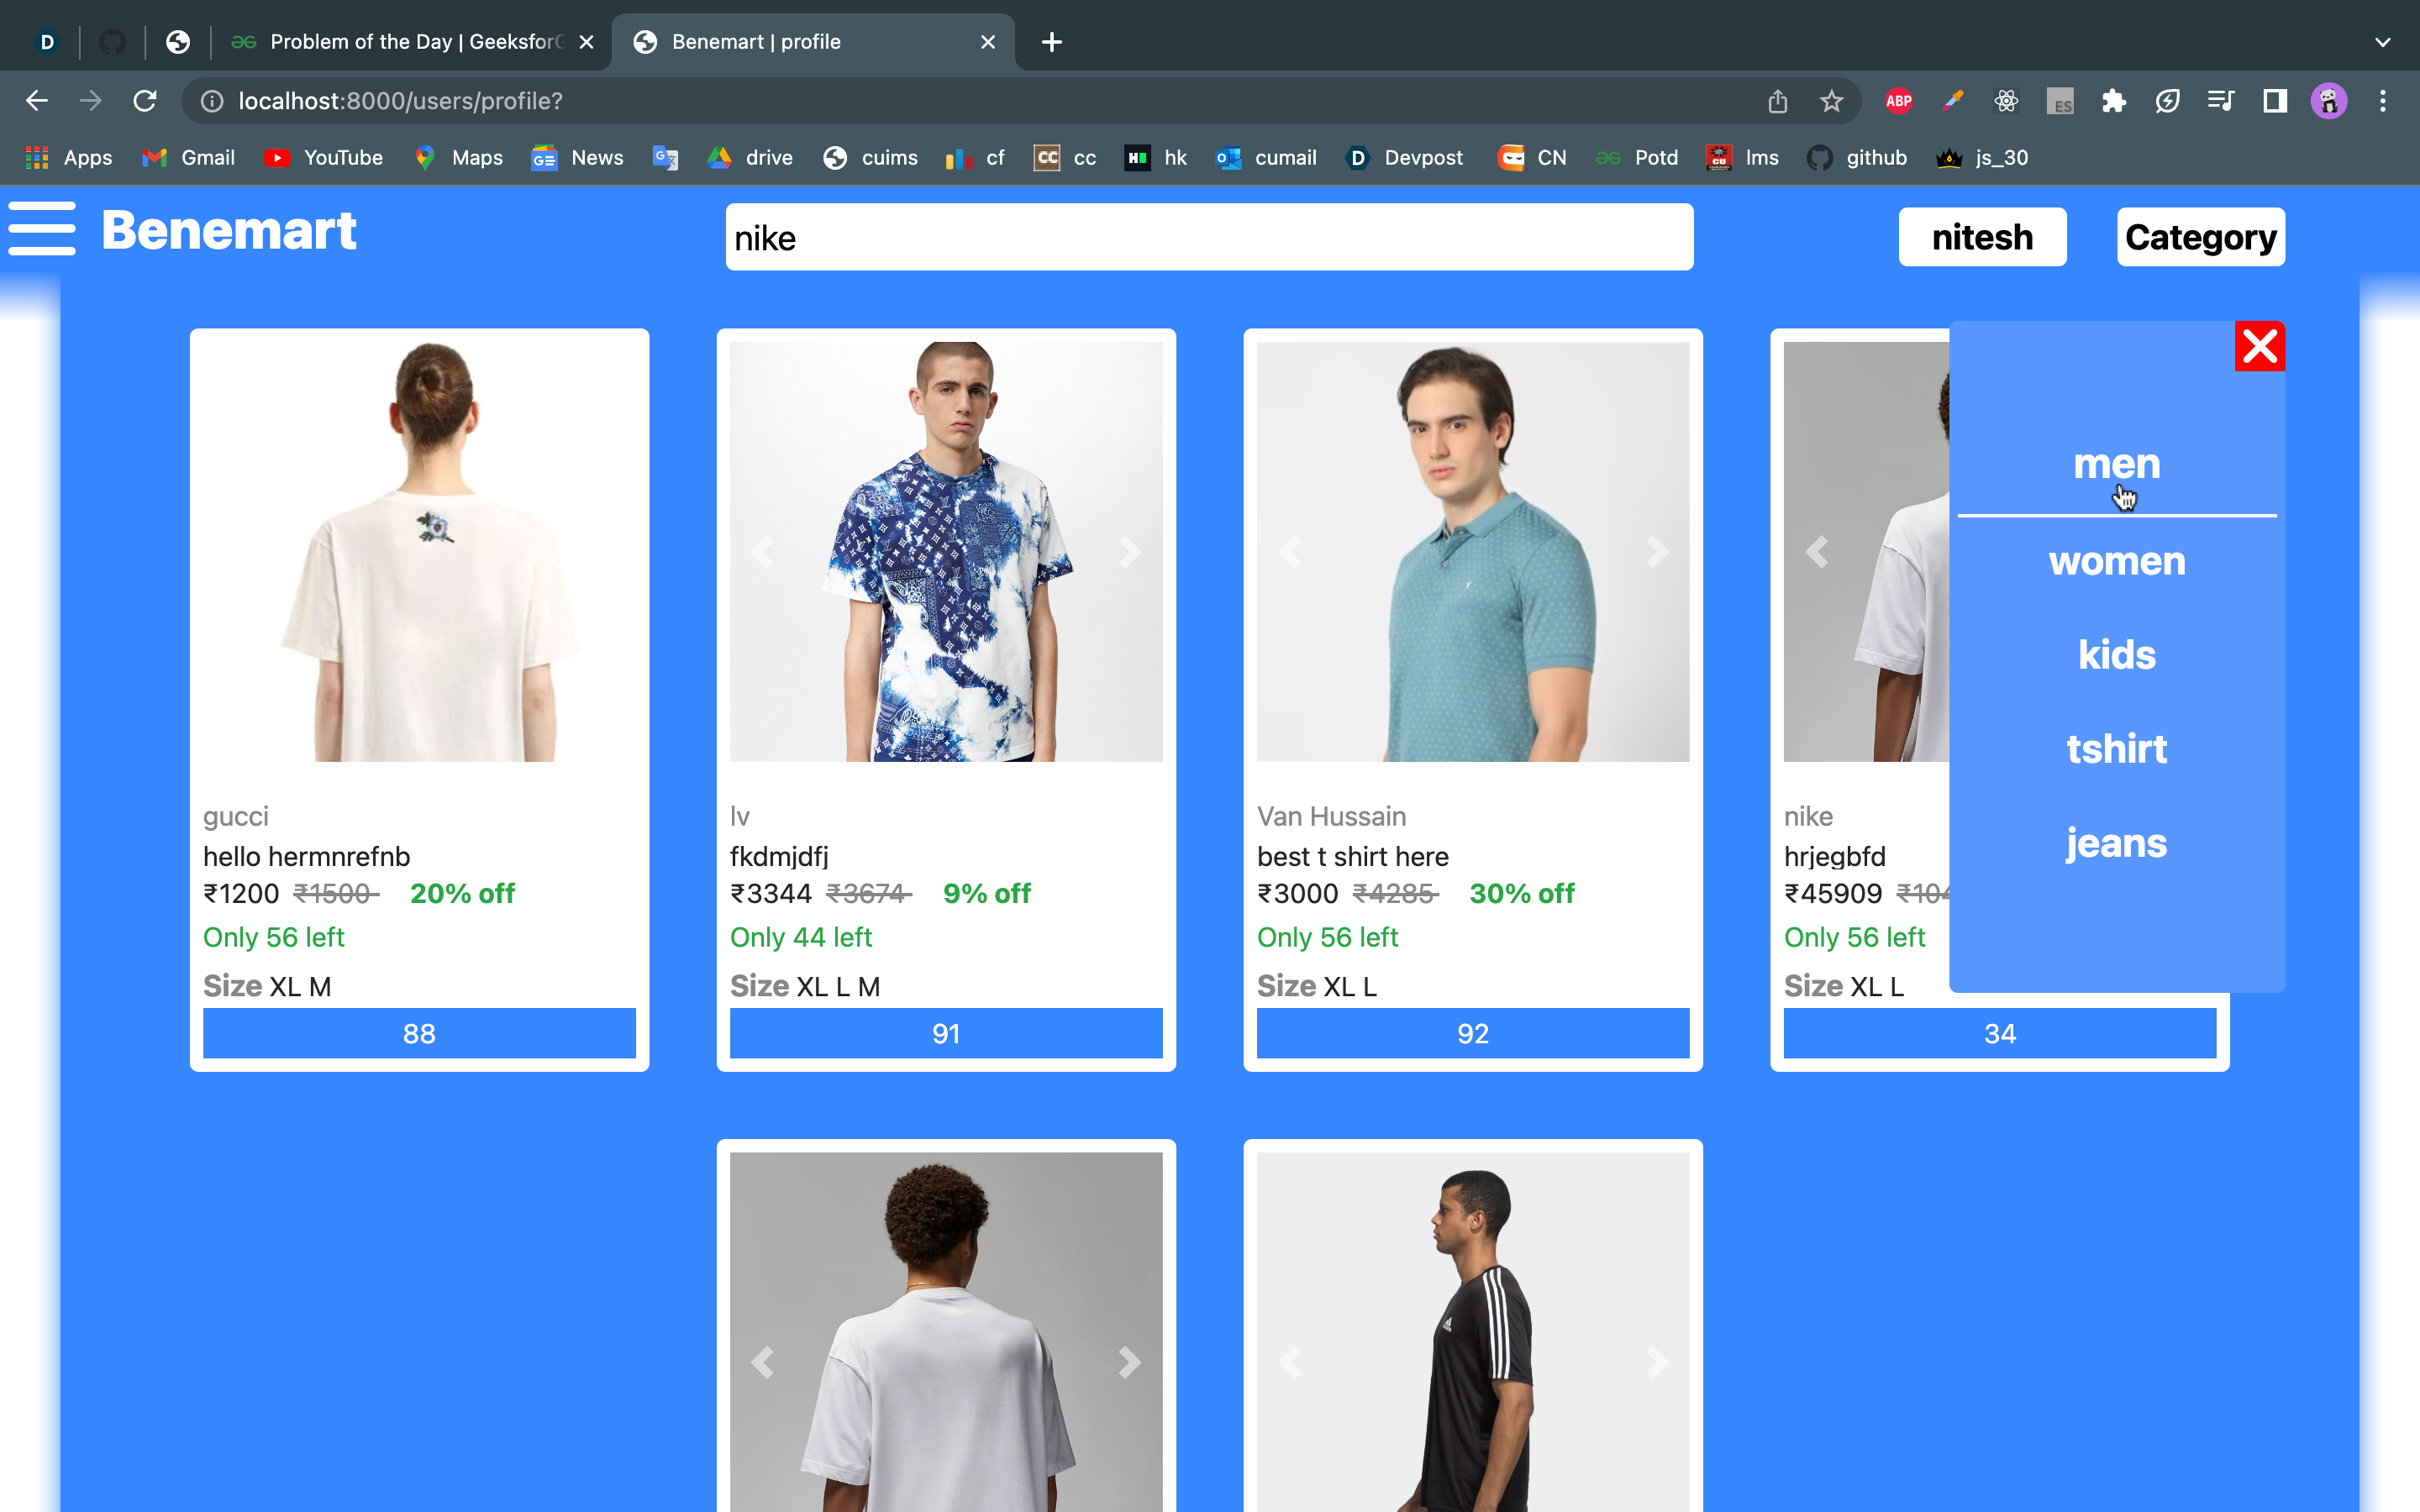 D
Problem of the Day | GeeksforG
Benemart | profile
localhost:8000/users/profile?
ABP
ES
Apps
Gmail
YouTube
Maps
GE
News
drive
cuims
cf
CC
cc
H
hk
cumail
D
Devpost
CN
Potd
CU
lms
github
js_30
Benemart
nike
nitesh
Category
men
women
kids
tshirt
jeans
gucci
hello hermnrefnb
₹1200 ₹1500 20% off
Only 56 left
Size XL M
88
lv
fkdmjdfj
₹3344 ₹3674 9% off
Only 44 left
Size XL L M
91
Van Hussain
best t shirt here
₹3000 ₹4285 30% off
Only 56 left
Size XL L
92
nike
hrjegbfd
₹45909 ₹104
Only 56 left
Size XL L
34